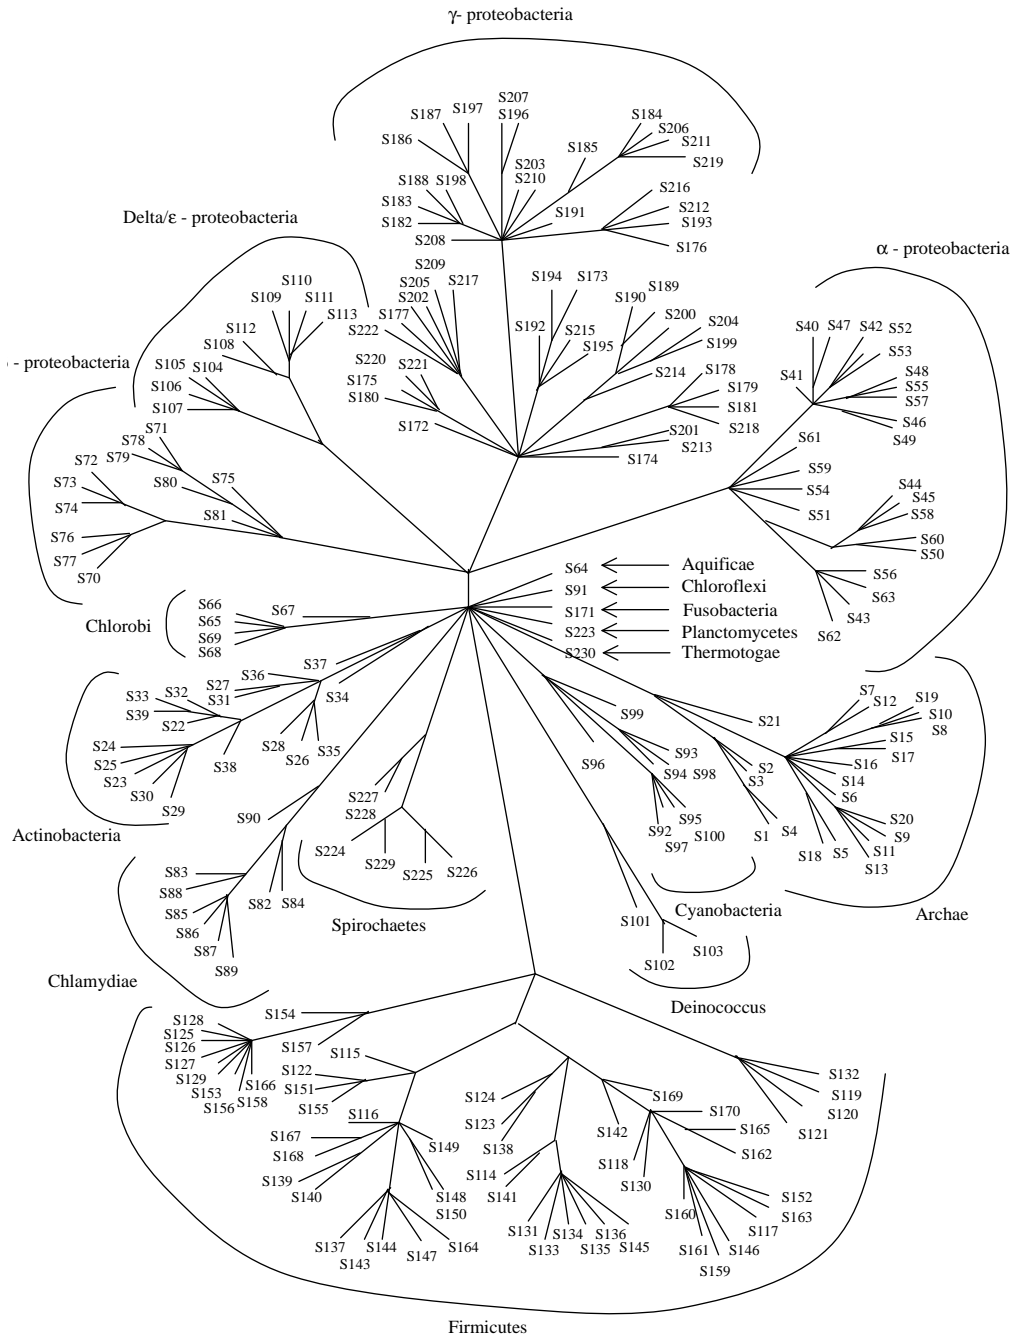 γ- proteobacteria
S207
S187 S197 S196 S184
S206
S186 S185 S211
S219
S203
S188 S198 S210 S216
S183 S191 S212
S182 S193
S208 S176
Delta/ε - proteobacteria
α - proteobacteria
S209
S110 S205 S217 S194 S173 S189
S109 S111 S202 S190
S113 S177 S200 S204
S112 S222 S192 S215 S199
S108 S195
S40 S47 S42 S52
S53
- proteobacteria
S105 S104 S220 S221 S214 S178 S41 S48
S106 S175 S179 S55
S107 S180 S181 S57
S71 S172 S201 S218 S46
S78 S213 S61 S49
S79 S174
S72 S75 S59
S73 S80 S54 S44
S74 S81 S51 S45
S58
S76 S60
S77 S50
S70 S64 Aquificae S56
S91 Chloroflexi S63
S66 S67 S171 Fusobacteria S43
Chlorobi S65 S223 Planctomycetes S62
S69 S230 Thermotogae
S68
S37
S36 S34
S33 S32 S27 S7 S12 S19
S39 S31 S99 S21 S10
S22 S8
S24 S28 S35 S93 S15
S25 S26 S96 S94 S98 S2 S16 S17
S23 S38 S3 S14
S30 S227 S6
S29 S228 S95 S20
S90 S92 S100 S1 S4 S9
Actinobacteria S97 S11
S224 S229 S225 S226 S18 S5 S13
S83
S88 S82 S84
S85 Spirochaetes S101 Cyanobacteria Archae
S86
S87
S89 S102 S103
Chlamydiae
Deinococcus
S128 S154
S125
S126 S157 S115
S127 S122 S132
S129 S166 S151 S124 S169 S119
S153 S158 S155 S170 S120
S156 S116 S123 S142 S165 S121
S167 S149 S138 S162
S168 S118
S139 S114 S130
S140 S148 S141 S152
S150 S160 S163
S131 S134 S136 S117
S137 S144 S164 S133 S135 S145 S161 S146
S143 S147 S159
Firmicutes